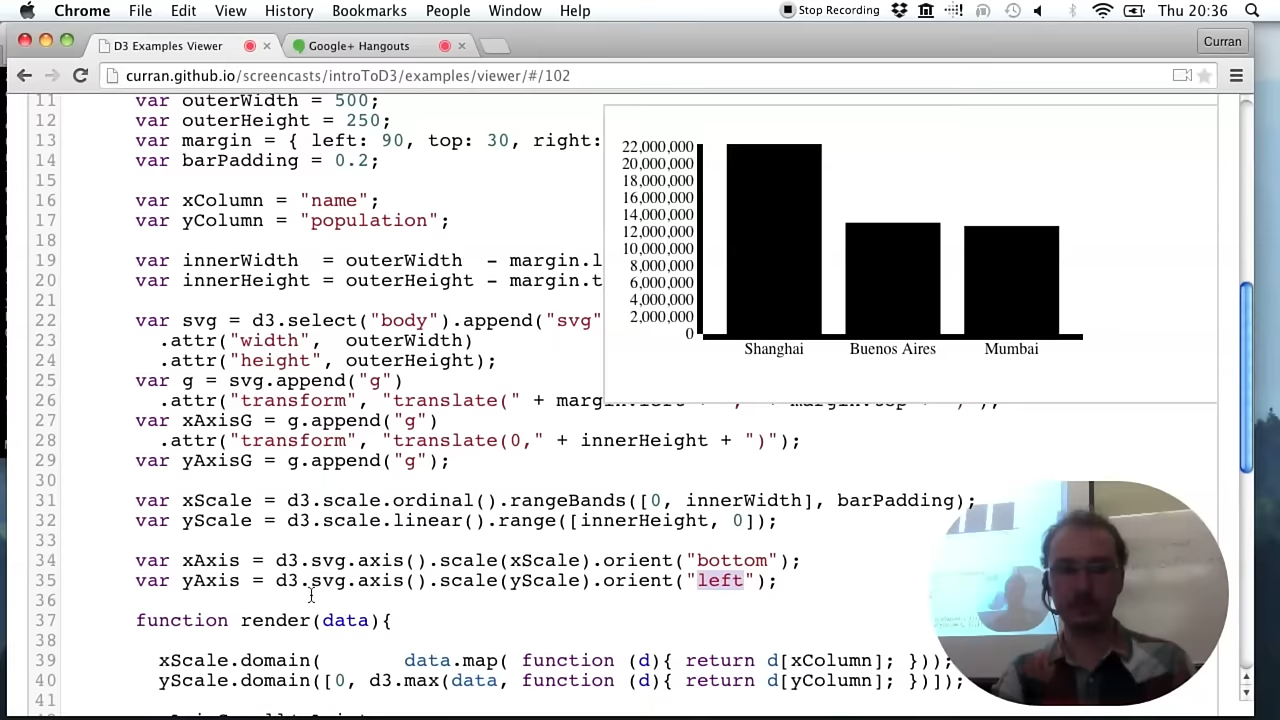 Chrome File Edit View History Bookmarks People Window Help Stop Recording Thu 20:36
D3 Examples Viewer × Google+ Hangouts × Curran
curran.github.io/screencasts/introToD3/examples/viewer/#/102
11 var outerWidth = 500;
12 var outerHeight = 250;
13 var margin = { left: 90, top: 30, right:
14 var barPadding = 0.2;
15
16 var xColumn = "name";
17 var yColumn = "population";
18
19 var innerWidth  = outerWidth  - margin.l
20 var innerHeight = outerHeight - margin.t
21
22 var svg = d3.select("body").append("svg"
23 .attr("width",  outerWidth)
24 .attr("height", outerHeight);
25 var g = svg.append("g")
26 .attr("transform", "translate(" +
27 var xAxisG = g.append("g")
28 .attr("transform", "translate(0," + innerHeight + ")");
29 var yAxisG = g.append("g");
30
31 var xScale = d3.scale.ordinal().rangeBands([0, innerWidth], barPadding);
32 var yScale = d3.scale.linear().range([innerHeight, 0]);
33
34 var xAxis = d3.svg.axis().scale(xScale).orient("bottom");
35 var yAxis = d3.svg.axis().scale(yScale).orient("left");
36
37 function render(data){
38
39 xScale.domain(       data.map( function (d){ return d[xColumn]; }));
40 yScale.domain([0, d3.max(data, function (d){ return d[yColumn]; })]);
41
22,000,000
20,000,000
18,000,000
16,000,000
14,000,000
12,000,000
10,000,000
8,000,000
6,000,000
4,000,000
2,000,000
0
Shanghai Buenos Aires Mumbai